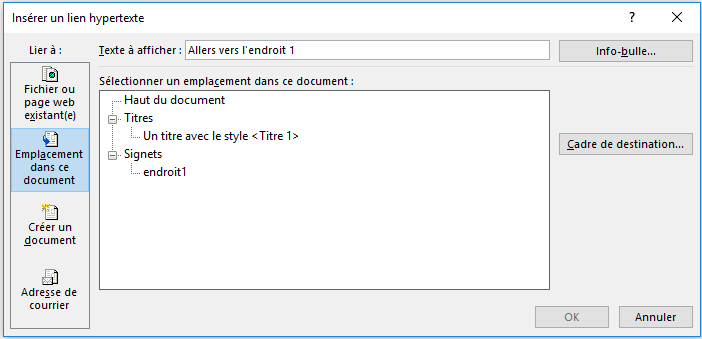 Insérer un lien hypertexte
Lier à :
Texte à afficher :
Allers vers l'endroit 1
Info-bulle...
Fichier ou
page web
existant(e)
Emplacement
dans ce
document
Créer un
document
Adresse de
courrier
Sélectionner un emplacement dans ce document :
Haut du document
Titres
Un titre avec le style <Titre 1>
Signets
endroit1
Cadre de destination...
OK
Annuler